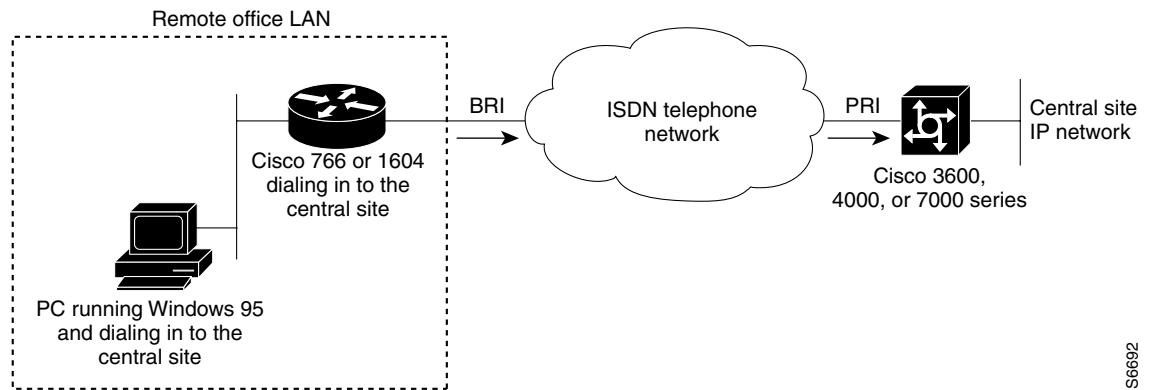 Remote office LAN
BRI
ISDN telephone
network
PRI
Central site
IP network
Cisco 766 or 1604
dialing in to the
central site
Cisco 3600,
4000, or 7000 series
PC running Windows 95
and dialing in to the
central site
S6692